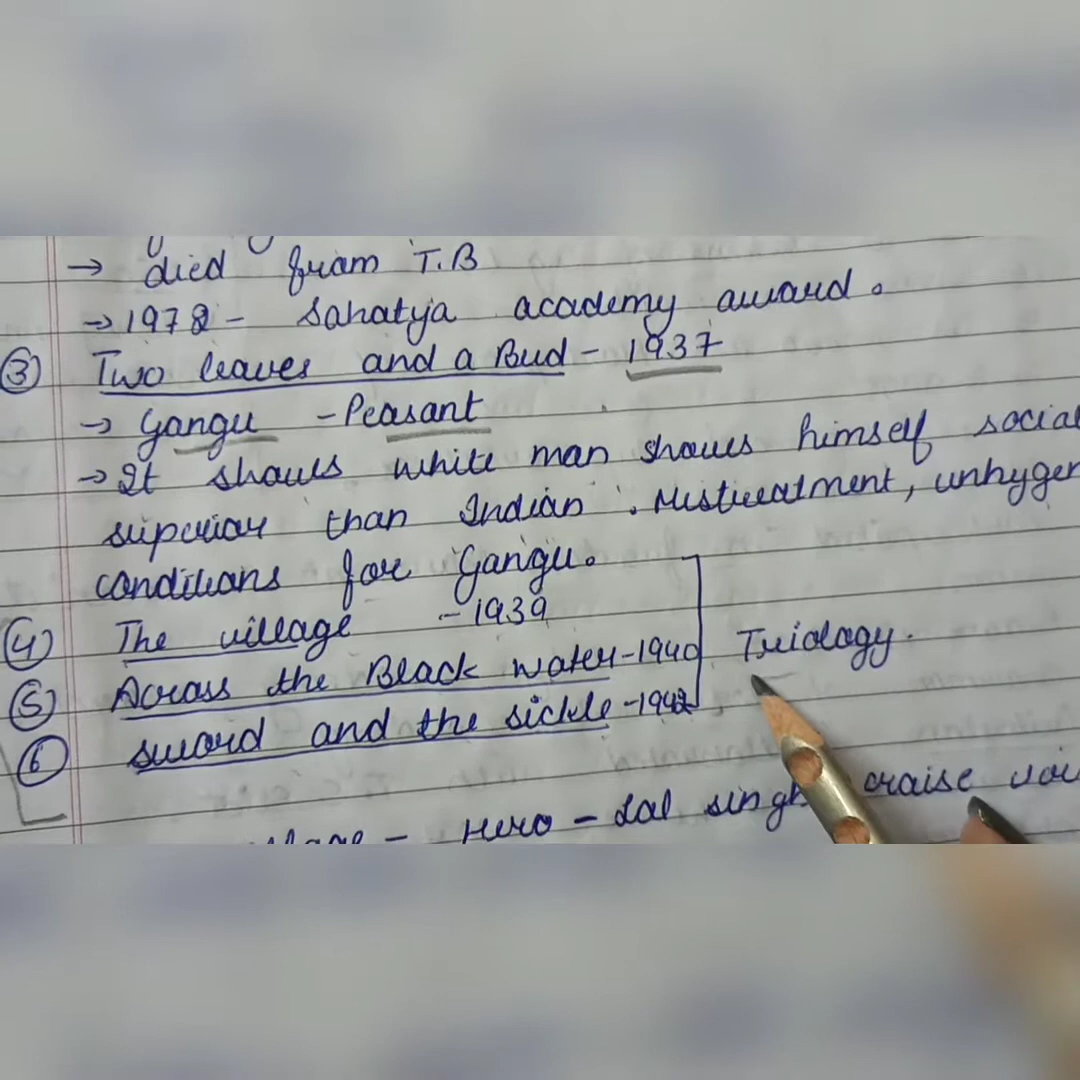 → died from T.B
→ 1972 - Sahatya academy award.
③ Two leaves and a Bud - 1937
→ Gangu - Peasant
→ It shows white man shows himself social
superior than Indian. Mistreatment, unhygen
conditions for Gangu.
④ The village - 1939
⑤ Across the Black water - 1940 Triology.
⑥ sword and the sickle - 1942
- Hero - Lal singh raise